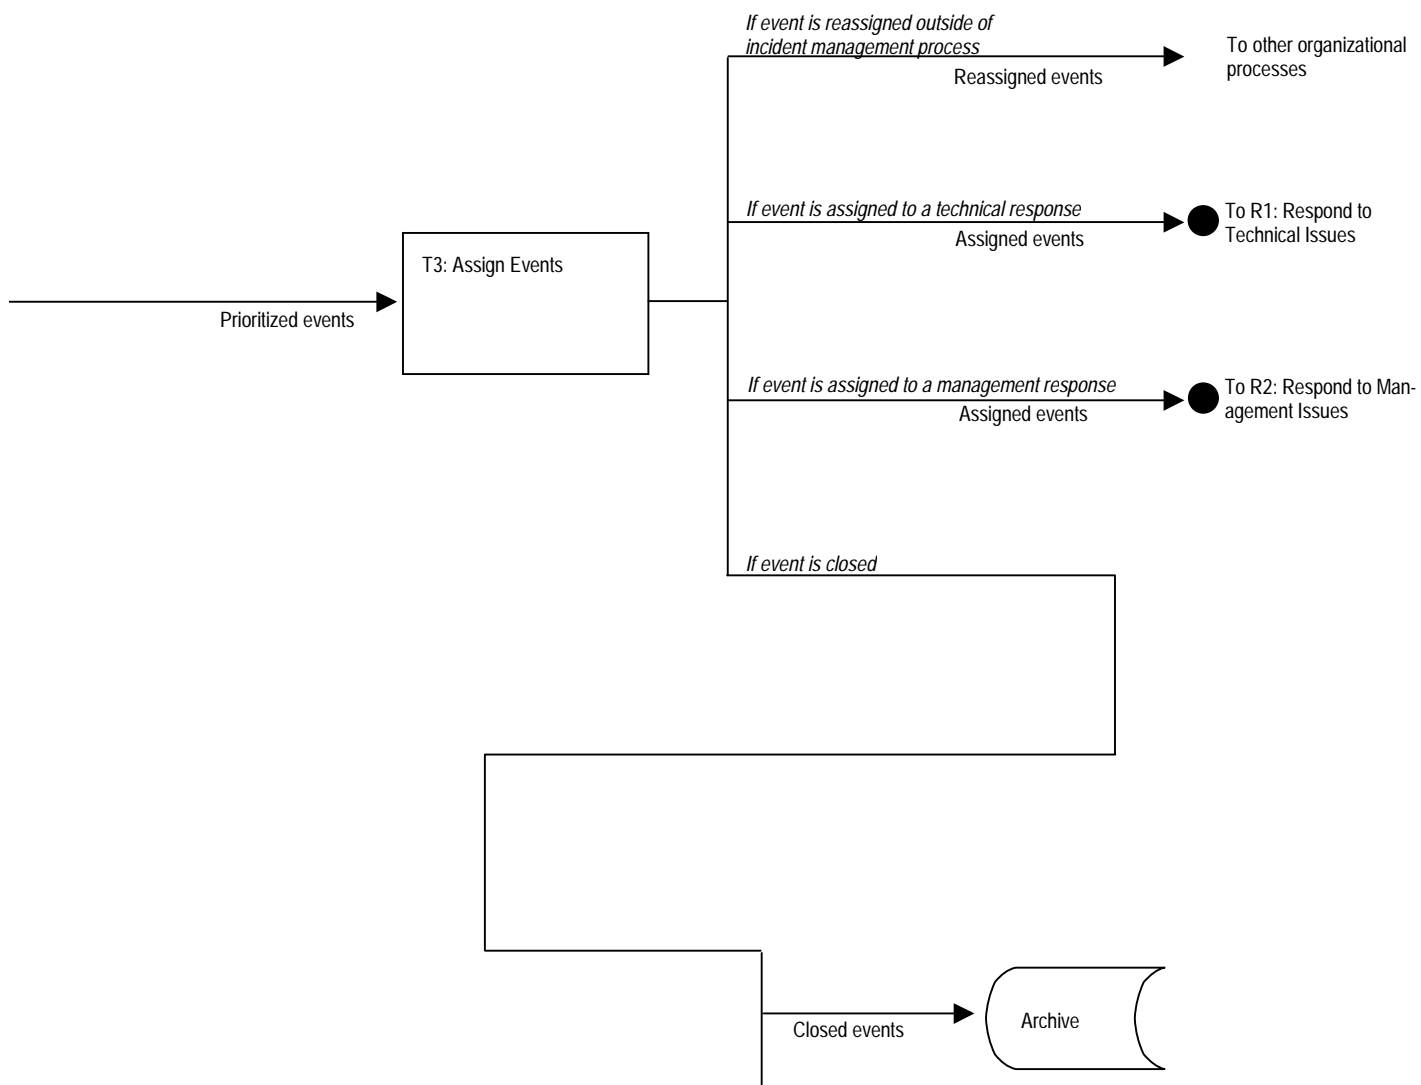 If event is reassigned outside of
incident management process
Reassigned events
To other organizational
processes
If event is assigned to a technical response
Assigned events
To R1: Respond to
Technical Issues
T3: Assign Events
Prioritized events
If event is assigned to a management response
Assigned events
To R2: Respond to Man-
agement Issues
If event is closed
Closed events
Archive